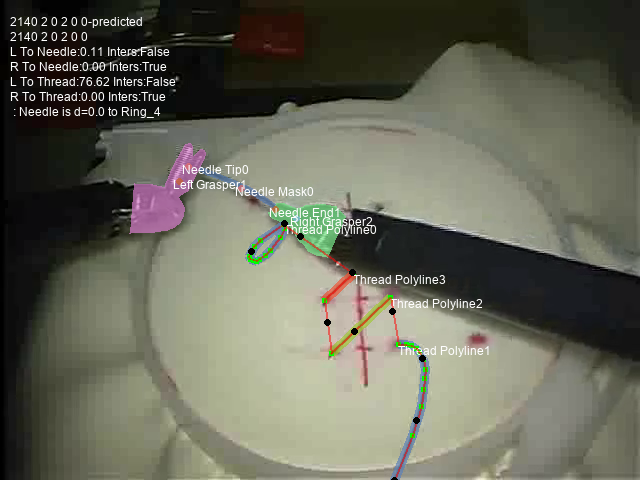 2140 2 0 2 0 0-predicted
2140 2 0 2 0 0
L To Needle:0.11 Inters:False
R To Needle:0.00 Inters:True
L To Thread:76.62 Inters:False
R To Thread:0.00 Inters:True
: Needle is d=0.0 to Ring_4
Needle Tip0
Left Grasper1
Needle Mask0
Needle End1
Right Grasper2
Thread Polyline0
Thread Polyline3
Thread Polyline2
Thread Polyline1